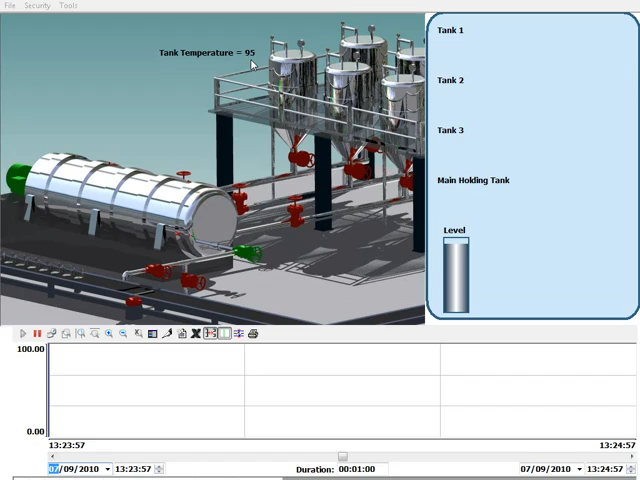 File Security Tools
Tank Temperature = 95
Tank 1
Tank 2
Tank 3
Main Holding Tank
Level
100.00
0.00
13:23:57 13:24:57
07/09/2010 13:23:57 Duration: 00:01:00 07/09/2010 13:24:57